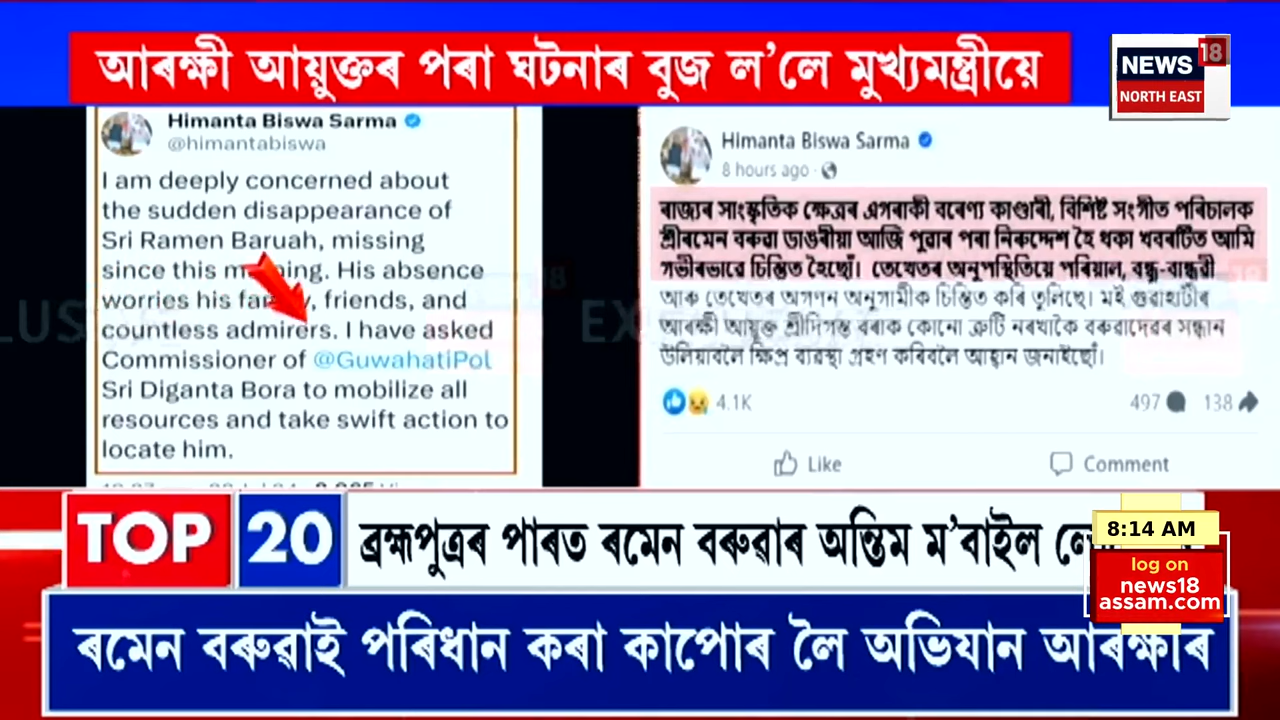 আৰক্ষী আয়ুক্তৰ পৰা ঘটনাৰ বুজ ল'লে মুখ্যমন্ত্ৰীয়ে
NEWS 18
NORTH EAST
Himanta Biswa Sarma
@himantabiswa
I am deeply concerned about
the sudden disappearance of
Sri Ramen Baruah, missing
since this His absence
worries his friends, and
countless admirers. I have asked
Commissioner of @GuwahatiPol
Sri Diganta Bora to mobilize all
resources and take swift action to
locate him.
Himanta Biswa Sarma
8 hours ago
ৰাজ্যৰ সাংস্কৃতিক ক্ষেত্ৰৰ এগৰাকী বৰেণ্য কাণ্ডাৰী, বিশিষ্ট সংগীত পৰিচালক
শ্ৰীৰমেন বৰুৱা ডাঙৰীয়া আজি পুৱাৰ পৰা নিৰুদ্দেশ হৈ থকা খবৰটিত আমি
গভীৰভাৱে চিন্তিত হৈছোঁ। তেখেতৰ অনুপস্থিতিয়ে পৰিয়াল, বন্ধু-বান্ধৱী
আৰু তেখেতৰ অগণন অনুগামীক চিন্তিত কৰি তুলিছে। মই গুৱাহাটীৰ
আৰক্ষী আয়ুক্ত শ্ৰীদিগন্ত বৰাক কোনো ত্ৰুটি নৰখাকৈ বৰুৱাদেৱৰ সন্ধান
উলিয়াবলৈ ক্ষিপ্ৰ ব্যৱস্থা গ্ৰহণ কৰিবলৈ আহ্বান জনাইছোঁ।
4.1K 497 138
Like Comment
TOP 20 ব্ৰহ্মপুত্ৰৰ পাৰত ৰমেন বৰুৱাৰ অন্তিম ম'বাইল
8:14 AM
log on
news18
assam.com
ৰমেন বৰুৱাই পৰিধান কৰা কাপোৰ লৈ অভিযান আৰক্ষীৰ